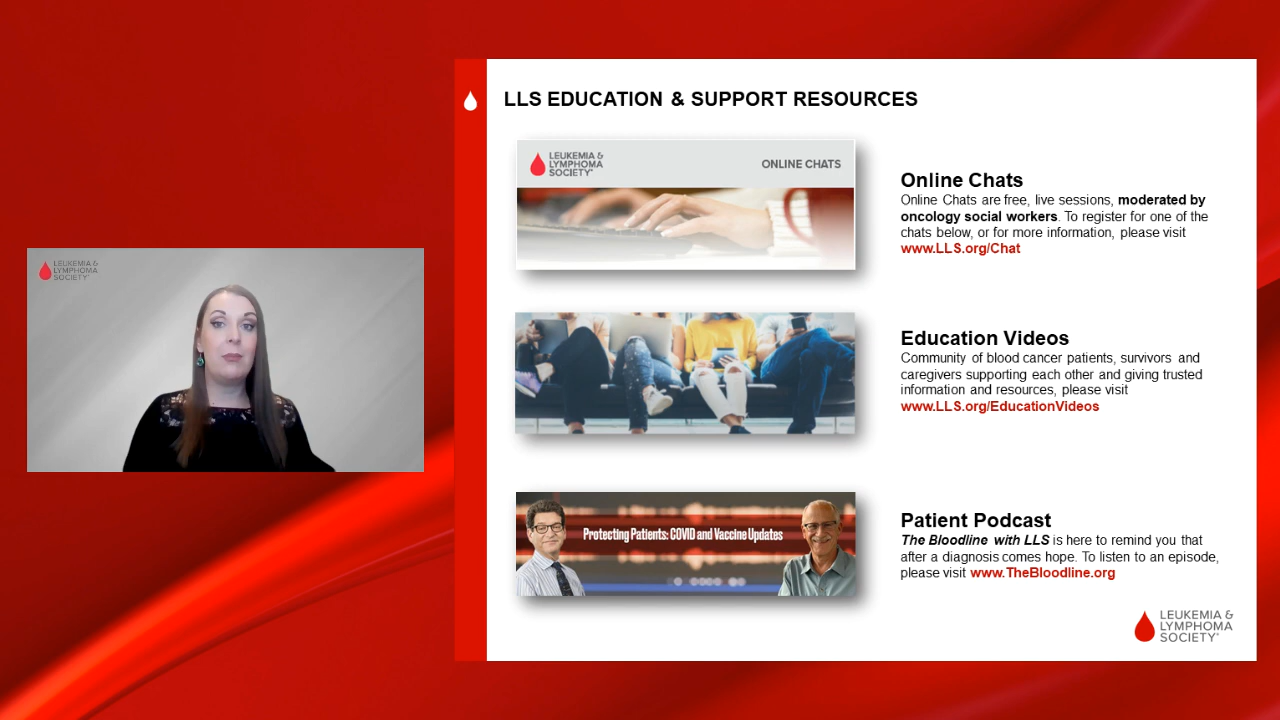 LEUKEMIA &
LYMPHOMA
SOCIETY®
LLS EDUCATION & SUPPORT RESOURCES
LEUKEMIA &
LYMPHOMA
SOCIETY®
ONLINE CHATS
Online Chats
Online Chats are free, live sessions, moderated by
oncology social workers. To register for one of the
chats below, or for more information, please visit
www.LLS.org/Chat
Education Videos
Community of blood cancer patients, survivors and
caregivers supporting each other and giving trusted
information and resources, please visit
www.LLS.org/EducationVideos
Protecting Patients: COVID and Vaccine Updates
Patient Podcast
The Bloodline with LLS is here to remind you that
after a diagnosis comes hope. To listen to an episode,
please visit www.TheBloodline.org
LEUKEMIA &
LYMPHOMA
SOCIETY®